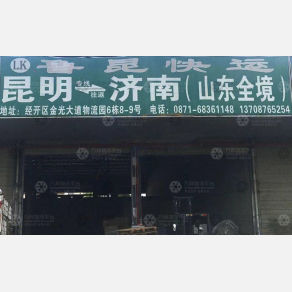 LK 鲁昆快运
昆明 专线 往返 济南(山东全境)
地址:经开区金光大道物流园6栋8-9号 电话:0871-68361148 13708765254